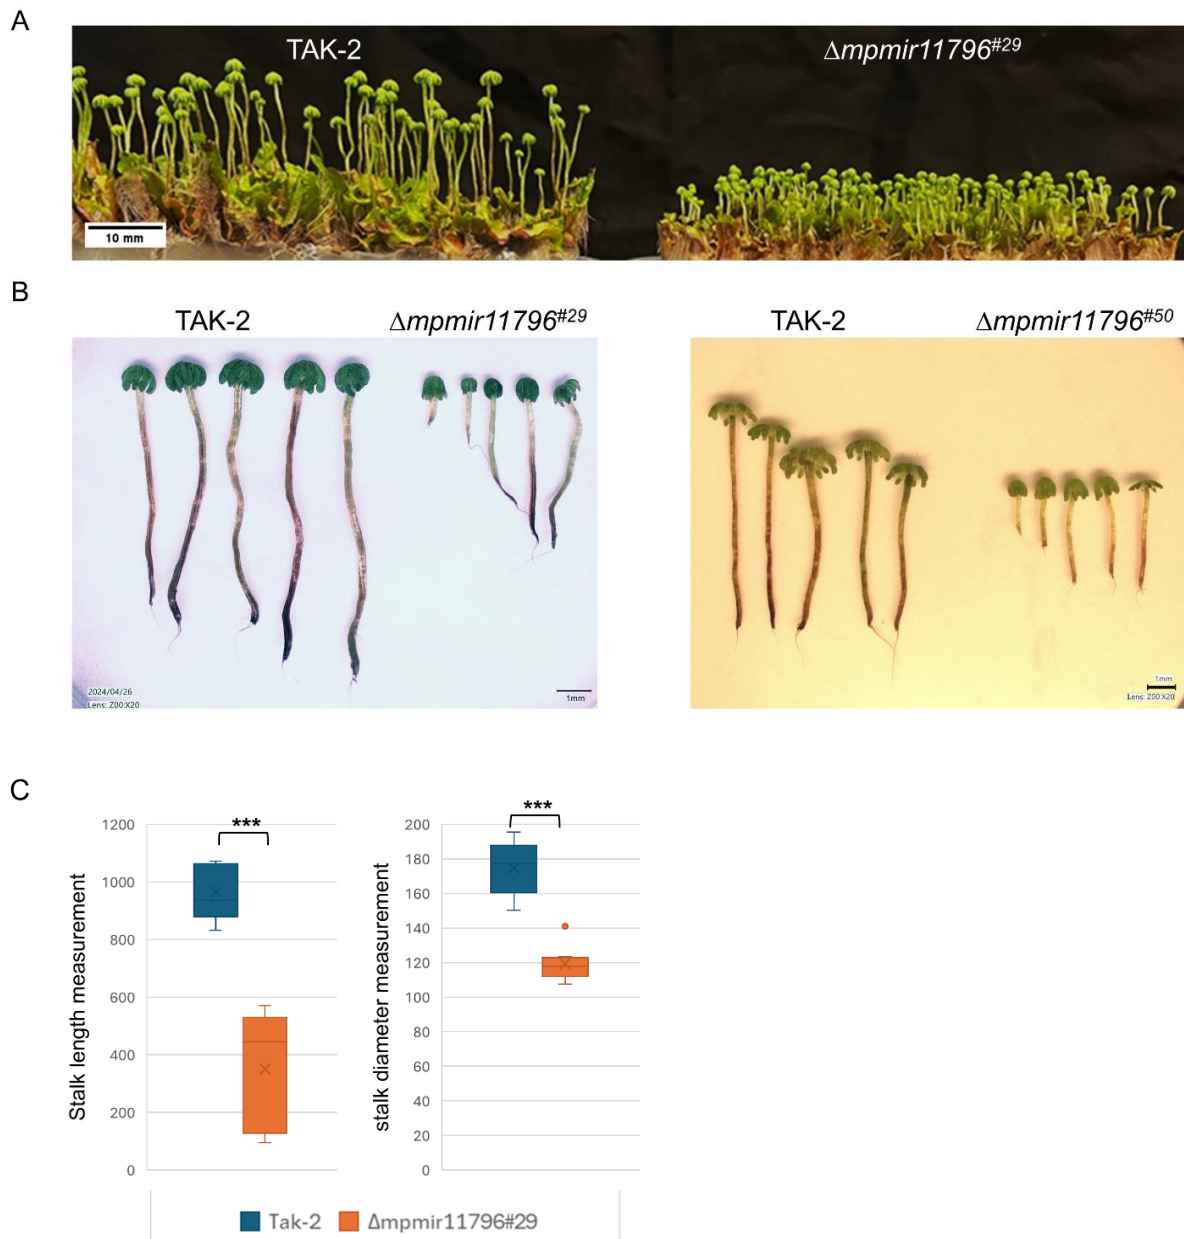 A
TAK-2
Δmpmir11796#29
10 mm
B
TAK-2
Δmpmir11796#29
TAK-2
Δmpmir11796#50
2024/04/26
Lens: Z00:X20
1mm
1mm
Lens: Z00:X20
C
Stalk length measurement
1200
1000
800
600
400
200
0
***
stalk diameter measurement
200
180
160
140
120
100
80
60
40
20
0
***
Tak-2
Δmpmir11796#29